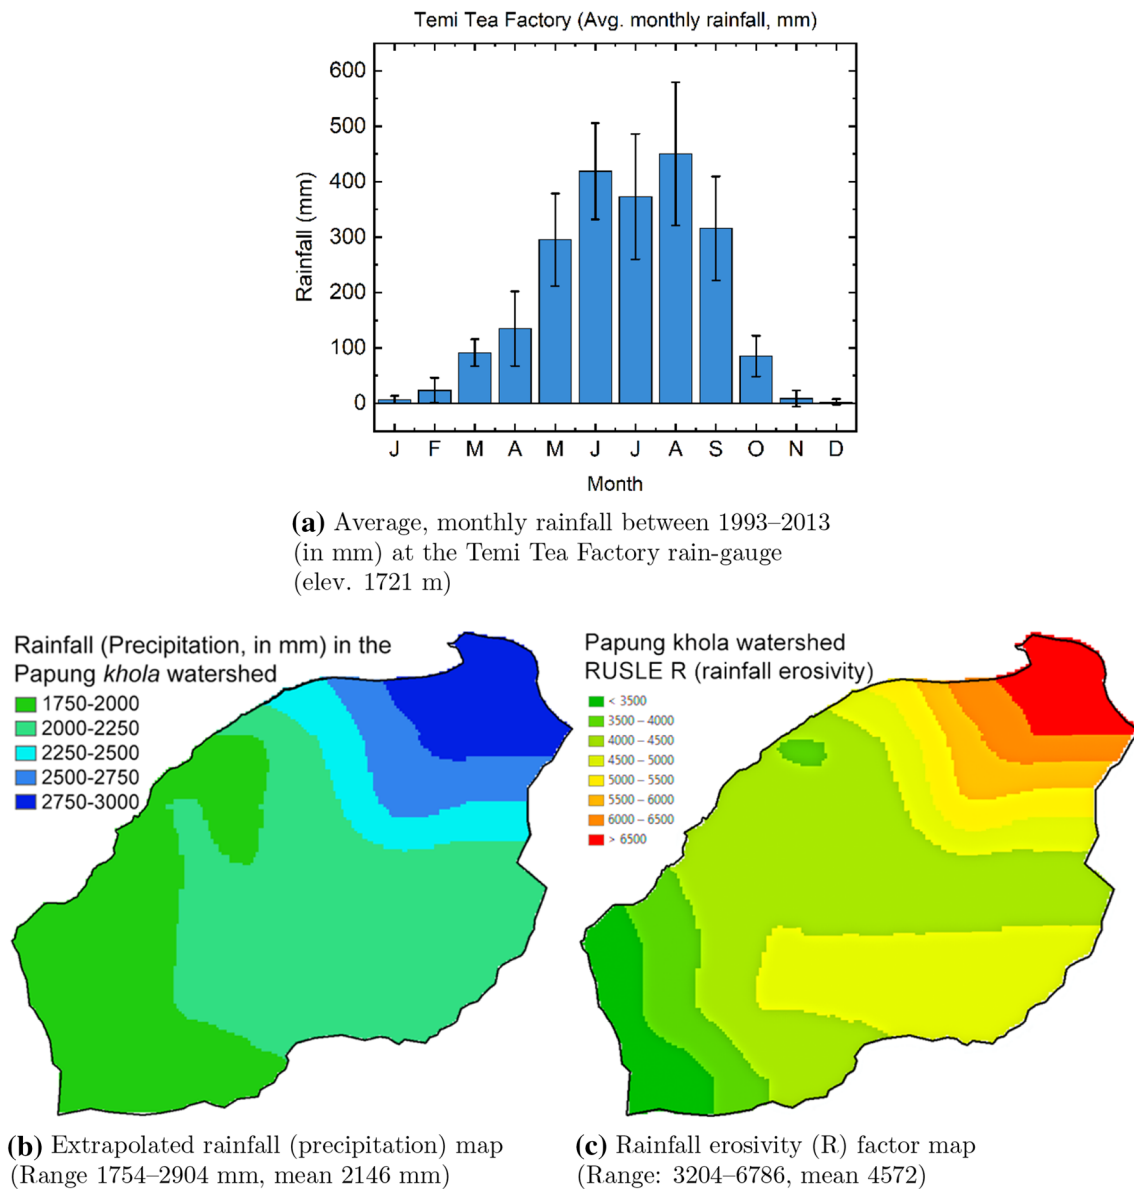 Temi Tea Factory (Avg. monthly rainfall, mm)
600
500
400
300
200
100
0
Rainfall (mm)
J F M A M J J A S O N D
Month
(a) Average, monthly rainfall between 1993–2013
(in mm) at the Temi Tea Factory rain-gauge
(elev. 1721 m)
Rainfall (Precipitation, in mm) in the
Papung khola watershed
1750-2000
2000-2250
2250-2500
2500-2750
2750-3000
(b) Extrapolated rainfall (precipitation) map
(Range 1754–2904 mm, mean 2146 mm)
Papung khola watershed
RUSLE R (rainfall erosivity)
< 3500
3500 – 4000
4000 – 4500
4500 – 5000
5000 – 5500
5500 – 6000
6000 – 6500
> 6500
(c) Rainfall erosivity (R) factor map
(Range: 3204–6786, mean 4572)